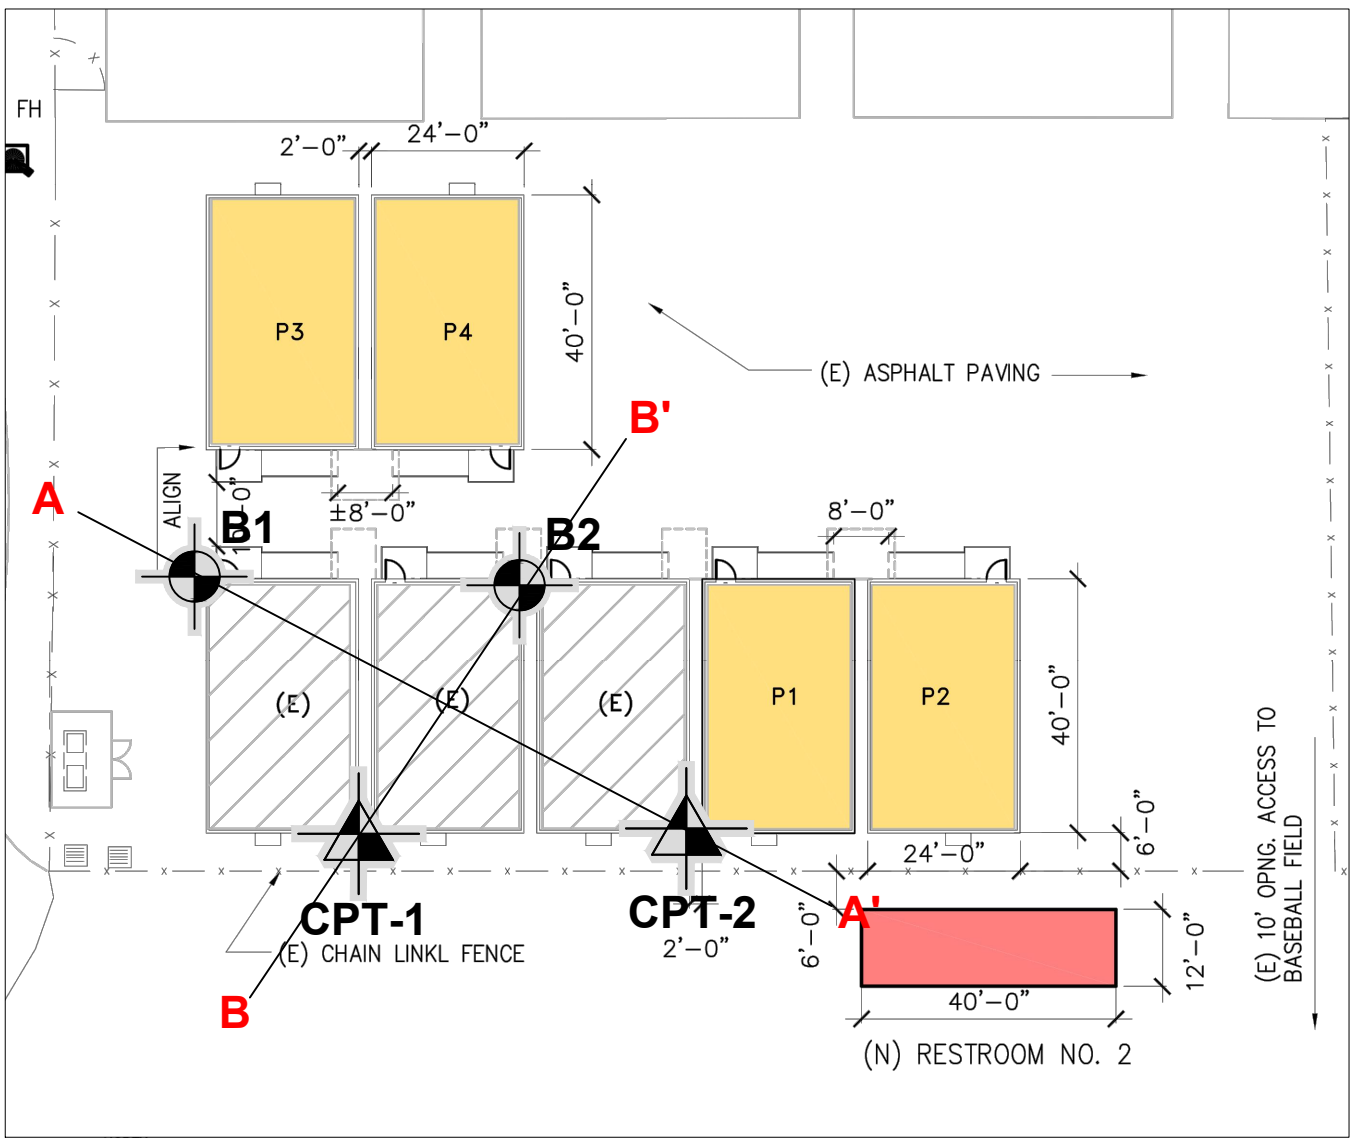 FH
2'-0"
24'-0"
P3
P4
40'-0"
(E) ASPHALT PAVING
B'
A
ALIGN
±8'-0"
8'-0"
B1
B2
(E)
(E)
(E)
P1
P2
40'-0"
(E) 10' OPNG. ACCESS TO
BASEBALL FIELD
6'-0"
24'-0"
CPT-1
CPT-2
A'
2'-0"
6'-0"
12'-0"
(E) CHAIN LINKL FENCE
40'-0"
B
(N) RESTROOM NO. 2